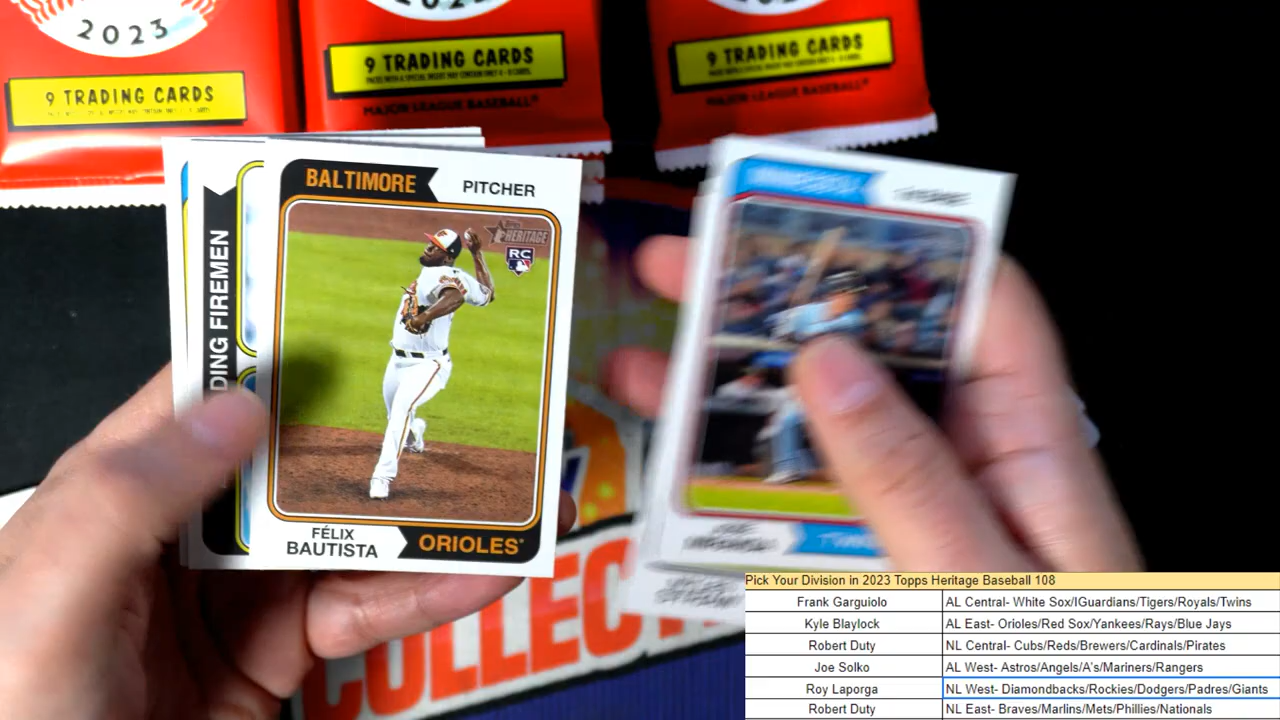 2023
9 TRADING CARDS
9 TRADING CARDS
MAJOR LEAGUE BASEBALL
9 TRADING CARDS
MAJOR LEAGUE BASEBALL
BALTIMORE
PITCHER
HERITAGE
RC
DING FIREMEN
FÉLIX
BAUTISTA
ORIOLES
COLLEC
Pick Your Division in 2023 Topps Heritage Baseball 108
Frank Garguiolo AL Central- White Sox/IGuardians/Tigers/Royals/Twins
Kyle Blaylock AL East- Orioles/Red Sox/Yankees/Rays/Blue Jays
Robert Duty NL Central- Cubs/Reds/Brewers/Cardinals/Pirates
Joe Solko AL West- Astros/Angels/A's/Mariners/Rangers
Roy Laporga NL West- Diamondbacks/Rockies/Dodgers/Padres/Giants
Robert Duty NL East- Braves/Marlins/Mets/Phillies/Nationals